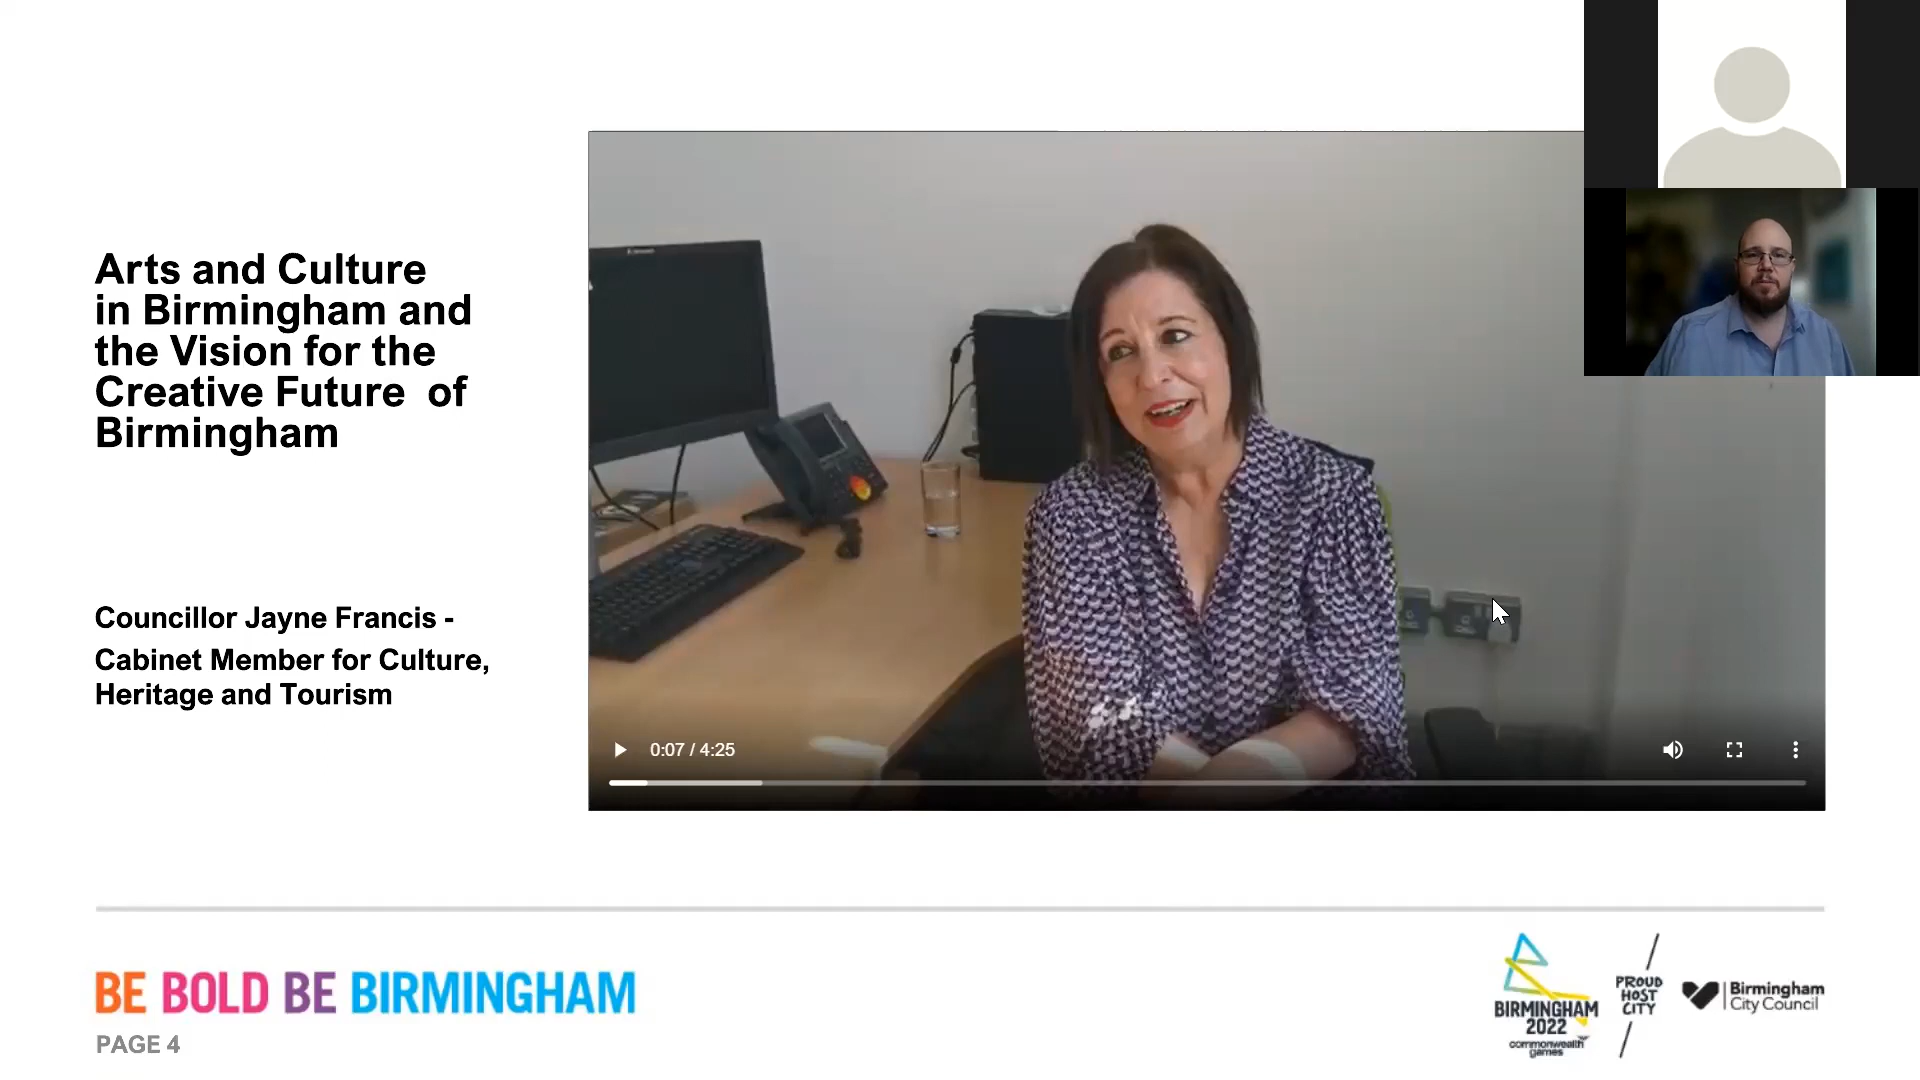 Arts and Culture
in Birmingham and
the Vision for the
Creative Future of
Birmingham
Councillor Jayne Francis -
Cabinet Member for Culture,
Heritage and Tourism
0:07 / 4:25
BE BOLD BE BIRMINGHAM
PAGE 4
BIRMINGHAM
2022
commonwealth
games
PROUD
HOST
CITY
Birmingham
City Council